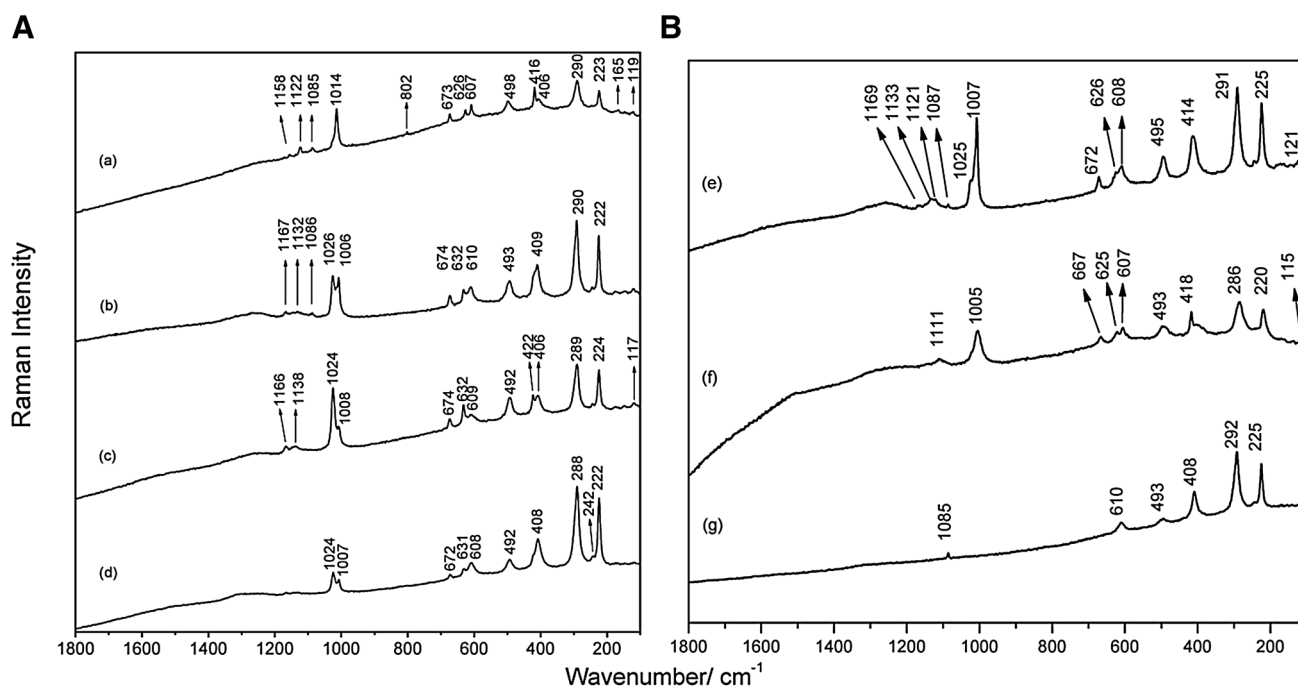 A
B
1158 1122 1085 1014 802 673 626 607 498 416 406 290 223 165 119
(a)
1167 1132 1086 1026 1006 674 632 610 493 409 290 222
(b)
1166 1138 1024 1008 674 632 609 492 422 406 289 224 117
(c)
1024 1007 672 631 608 492 408 288 242 222
(d)
1169 1133 1121 1087 1025 1007 672 626 608 495 414 291 225 121
(e)
1111 1005 667 625 607 493 418 286 220 115
(f)
1085 610 493 408 292 225
(g)
Raman Intensity
1800 1600 1400 1200 1000 800 600 400 200
1800 1600 1400 1200 1000 800 600 400 200
Wavenumber/ cm⁻¹